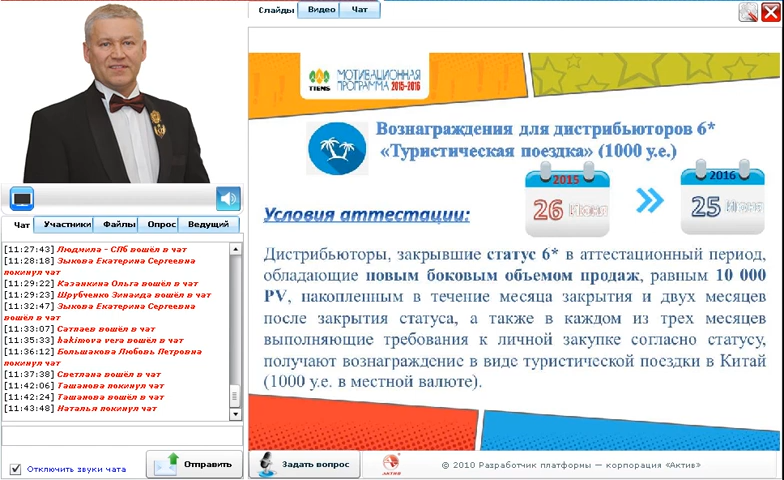 Слайды Видео Чат
TIENS
МОТИВАЦИОННАЯ
ПРОГРАММА 2015-2016
Вознаграждения для дистрибьюторов 6*
«Туристическая поездка» (1000 у.е.)
2015
26 Июня
2016
25 Июня
Условия аттестации:
Дистрибьюторы, закрывшие статус 6* в аттестационный период,
обладающие новым боковым объемом продаж, равным 10 000
PV, накопленным в течение месяца закрытия и двух месяцев
после закрытия статуса, а также в каждом из трех месяцев
выполняющие требования к личной закупке согласно статусу,
получают вознаграждение в виде туристической поездки в Китай
(1000 у.е. в местной валюте).
Чат Участники Файлы Опрос Ведущий
[11:27:43] Людмила - СПб вошёл в чат
[11:28:18] Зыкова Екатерина Сергеевна
покинул чат
[11:29:22] Казанкина Ольга вошёл в чат
[11:29:23] Шрубченко Зинаида вошёл в чат
[11:32:47] Зыкова Екатерина Сергеевна
вошёл в чат
[11:33:07] Сатпаев вошёл в чат
[11:35:33] hakimova vera вошёл в чат
[11:36:12] Большакова Любовь Петровна
покинул чат
[11:37:38] Светлана вошёл в чат
[11:42:06] Ташанова покинул чат
[11:42:24] Ташанова вошёл в чат
[11:43:48] Наталья покинул чат
Отключить звуки чата
Отправить
Задать вопрос
АКТИВ
© 2010 Разработчик платформы — корпорация «Актив»